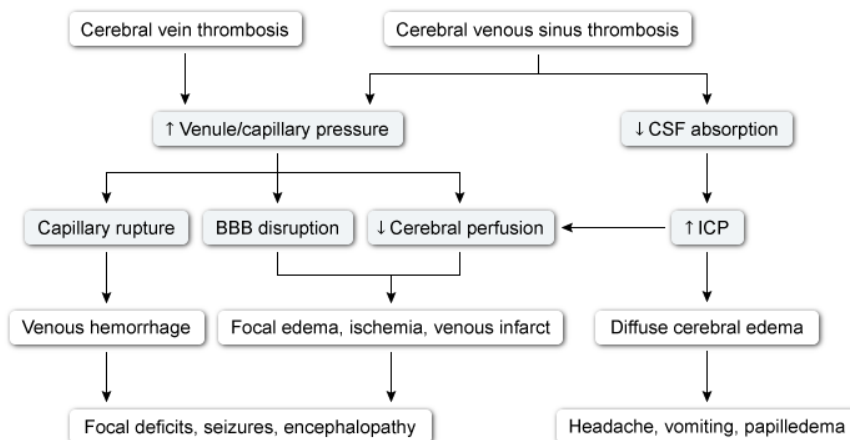 Cerebral vein thrombosis
Cerebral venous sinus thrombosis
↑ Venule/capillary pressure
↓ CSF absorption
Capillary rupture
BBB disruption
↓ Cerebral perfusion
↑ ICP
Venous hemorrhage
Focal edema, ischemia, venous infarct
Diffuse cerebral edema
Focal deficits, seizures, encephalopathy
Headache, vomiting, papilledema